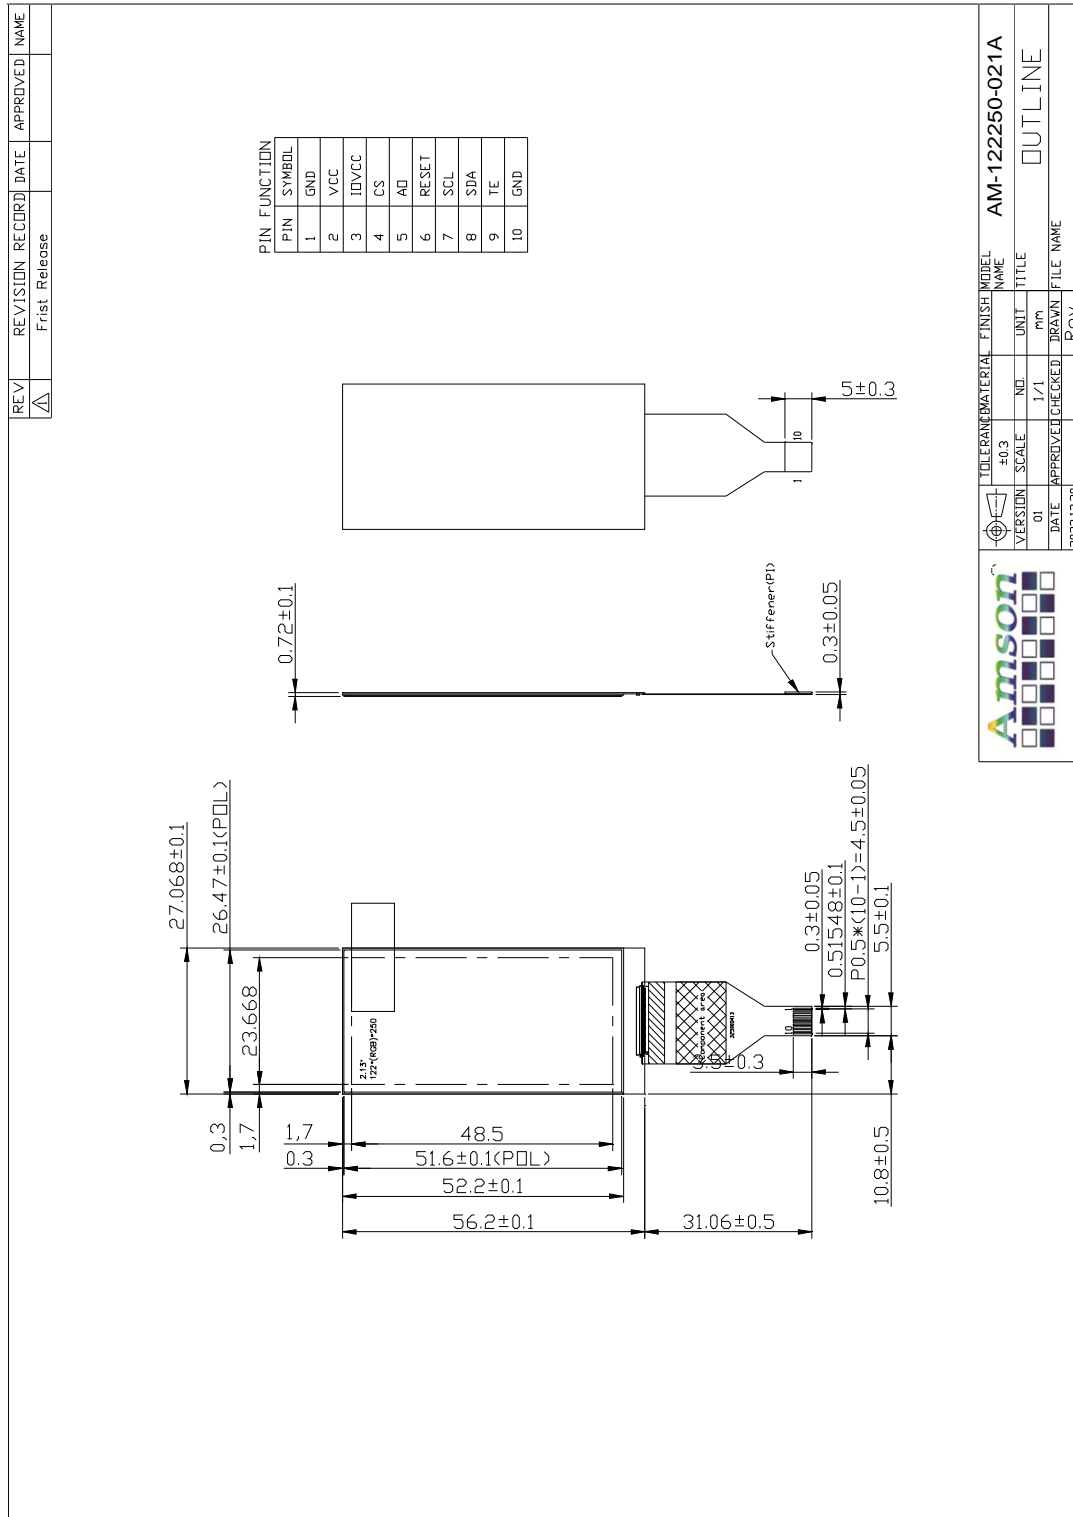 REV
REVISION RECORD
DATE
APPROVED
NAME
1
Frist Release
PIN FUNCTION
PIN SYMBOL
1 GND
2 VCC
3 IOVCC
4 CS
5 A0
6 RESET
7 SCL
8 SDA
9 TE
10 GND
5±0.3
1
10
0.72±0.1
Stiffener(PI)
0.3±0.05
27.068±0.1
26.47±0.1(POL)
23.668
0,3
1,7
1,7
0.3
48.5
51.6±0.1(POL)
52.2±0.1
56.2±0.1
31.06±0.5
2.13"
122*(RGB)*250
Component area
10
0.3±0.05
0.51548±0.1
P0.5*(10-1)=4.5±0.05
5.5±0.1
10.8±0.5
Amson
TOLERANCE
±0.3
MATERIAL
FINISH
MODEL NAME
AM-122250-021A
VERSION
01
SCALE
NO.
1/1
UNIT
mm
TITLE
OUTLINE
DATE
APPROVED
CHECKED
DRAWN
FILE NAME